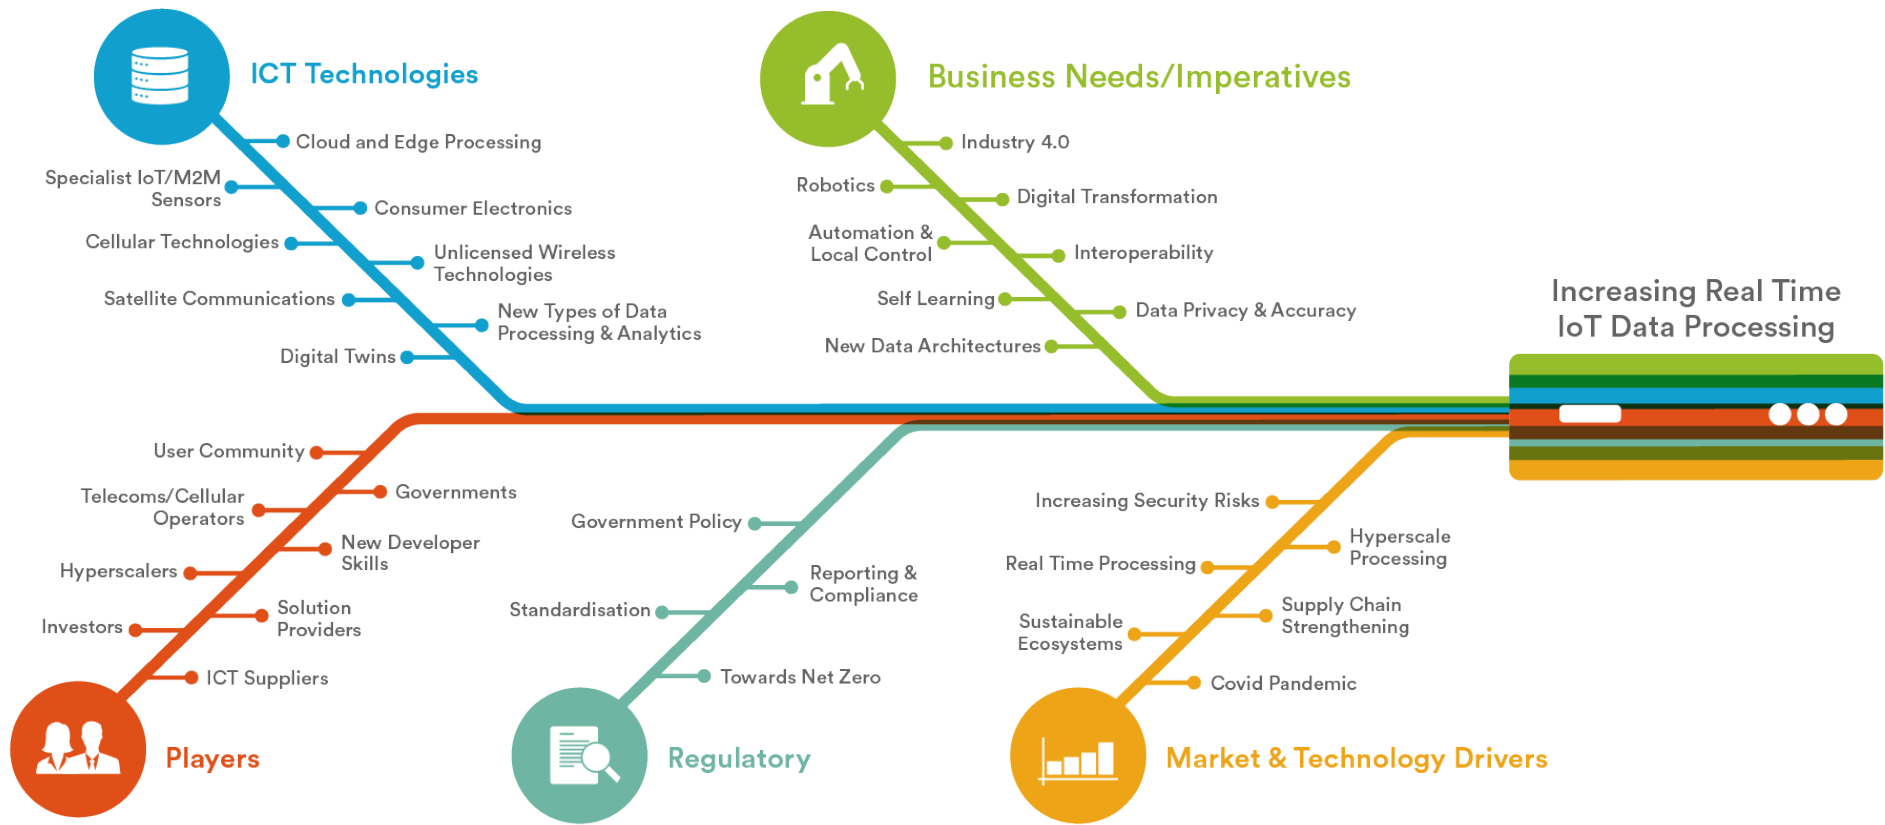 ICT Technologies
Cloud and Edge Processing
Specialist IoT/M2M
Sensors
Consumer Electronics
Cellular Technologies
Unlicensed Wireless
Technologies
Satellite Communications
New Types of Data
Processing & Analytics
Digital Twins
Business Needs/Imperatives
Industry 4.0
Robotics
Digital Transformation
Automation &
Local Control
Interoperability
Self Learning
Data Privacy & Accuracy
New Data Architectures
Increasing Real Time
IoT Data Processing
User Community
Governments
Telecoms/Cellular
Operators
New Developer
Skills
Hyperscalers
Solution
Providers
Investors
ICT Suppliers
Players
Government Policy
Reporting &
Compliance
Standardisation
Towards Net Zero
Regulatory
Increasing Security Risks
Hyperscale
Processing
Real Time Processing
Supply Chain
Strengthening
Sustainable
Ecosystems
Covid Pandemic
Market & Technology Drivers